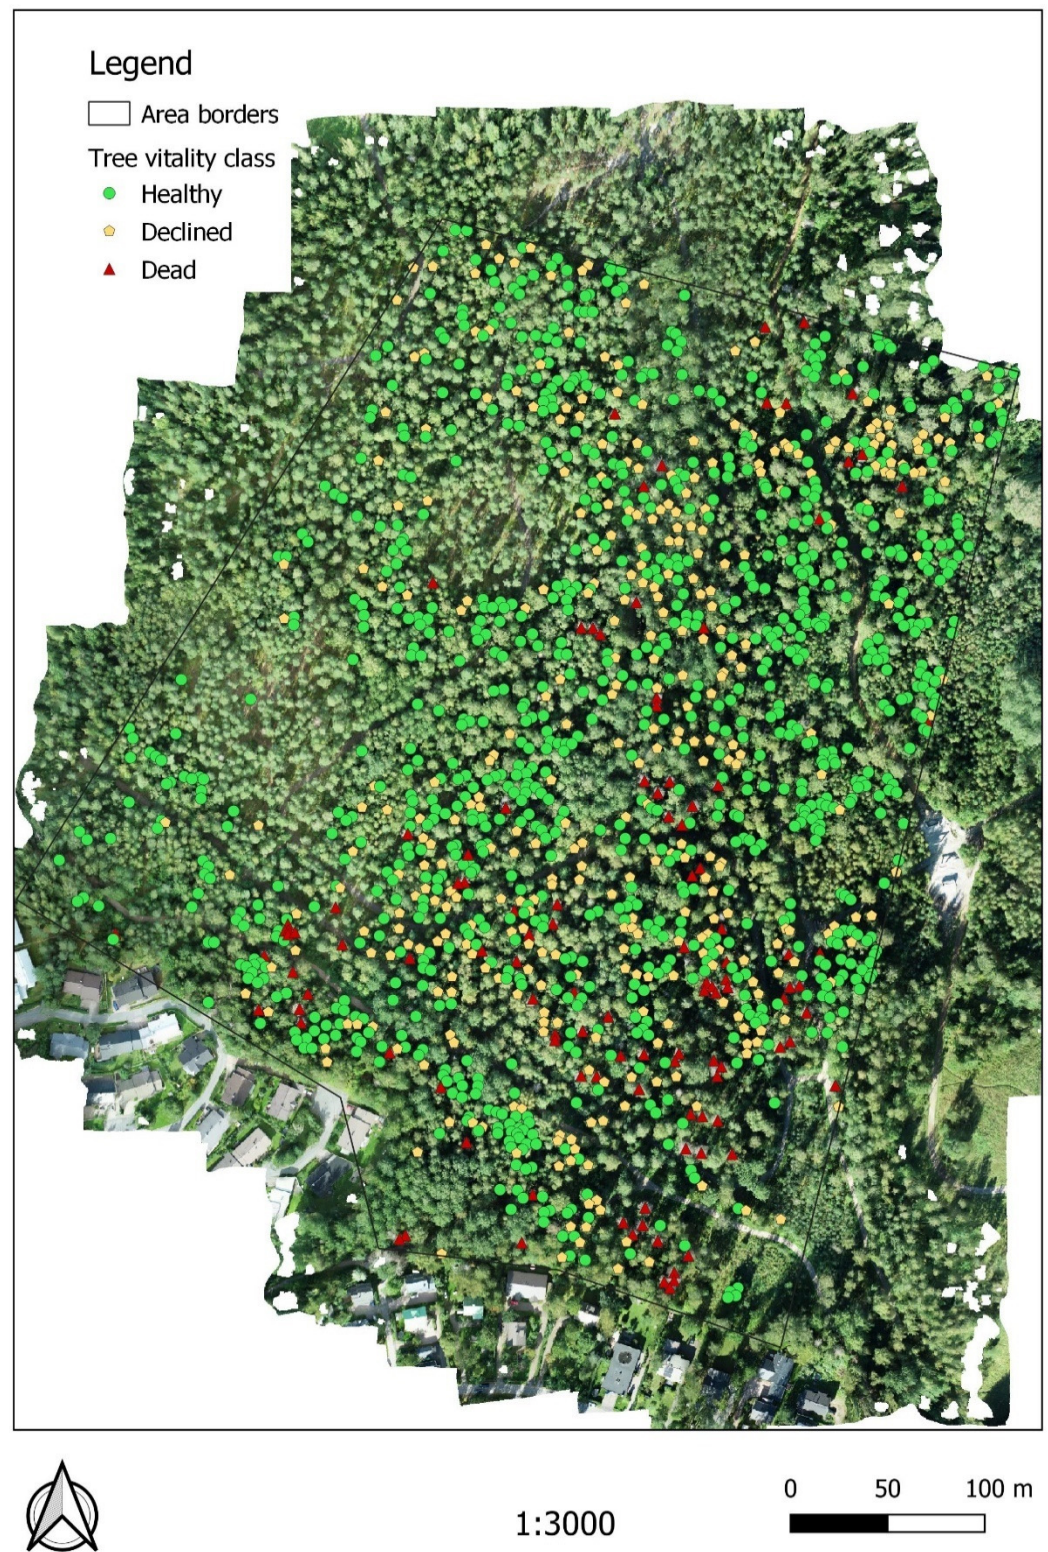 Legend
Area borders
Tree vitality class
Healthy
Declined
Dead
1:3000
0 50 100 m